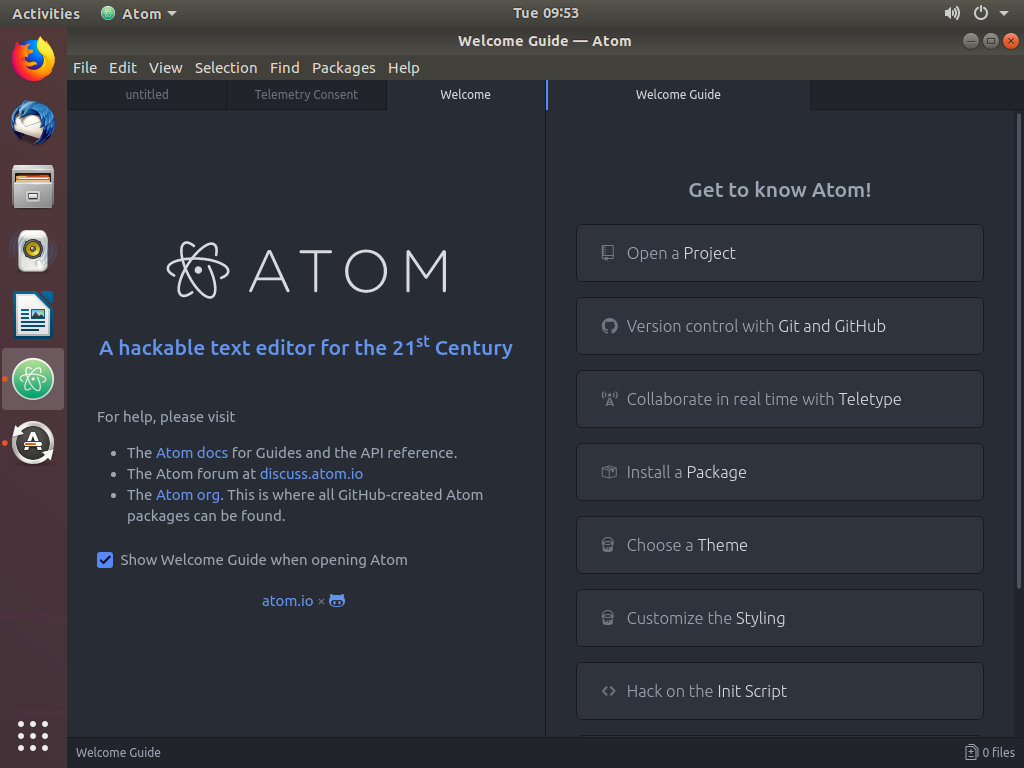 Activities Atom Tue 09:53
Welcome Guide — Atom
File Edit View Selection Find Packages Help
untitled Telemetry Consent Welcome Welcome Guide
ATOM
A hackable text editor for the 21st Century
For help, please visit
• The Atom docs for Guides and the API reference.
• The Atom forum at discuss.atom.io
• The Atom org. This is where all GitHub-created Atom
packages can be found.
Show Welcome Guide when opening Atom
atom.io ×
Get to know Atom!
Open a Project
Version control with Git and GitHub
Collaborate in real time with Teletype
Install a Package
Choose a Theme
Customize the Styling
Hack on the Init Script
Welcome Guide 0 files